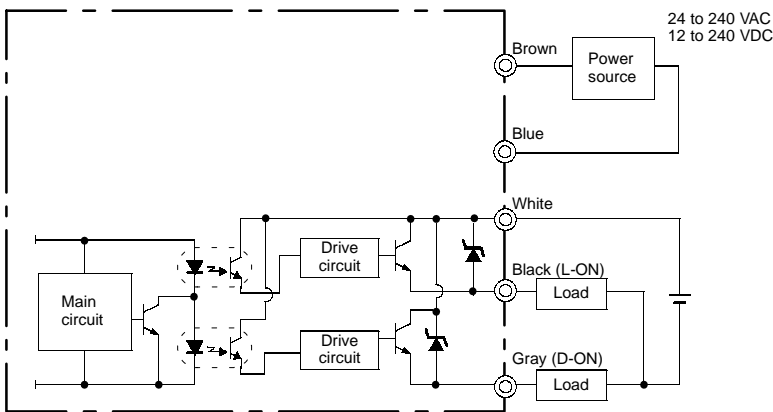 24 to 240 VAC
12 to 240 VDC
Brown
Power
source
Blue
White
Drive
circuit
Black (L-ON)
Load
Main
circuit
Drive
circuit
Gray (D-ON)
Load